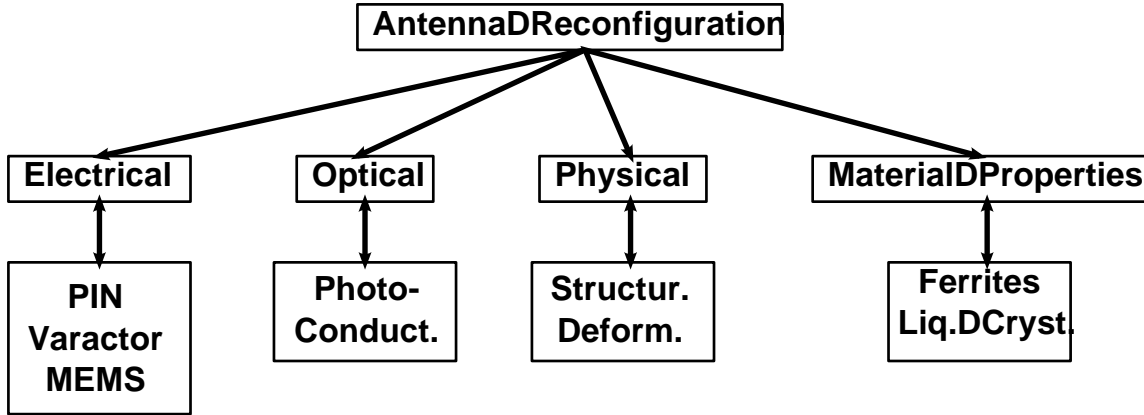 AntennaDReconfiguration
Electrical
Optical
Physical
MaterialDProperties
PIN
Varactor
MEMS
Photo-
Conduct.
Structur.
Deform.
Ferrites
Liq.DCryst.